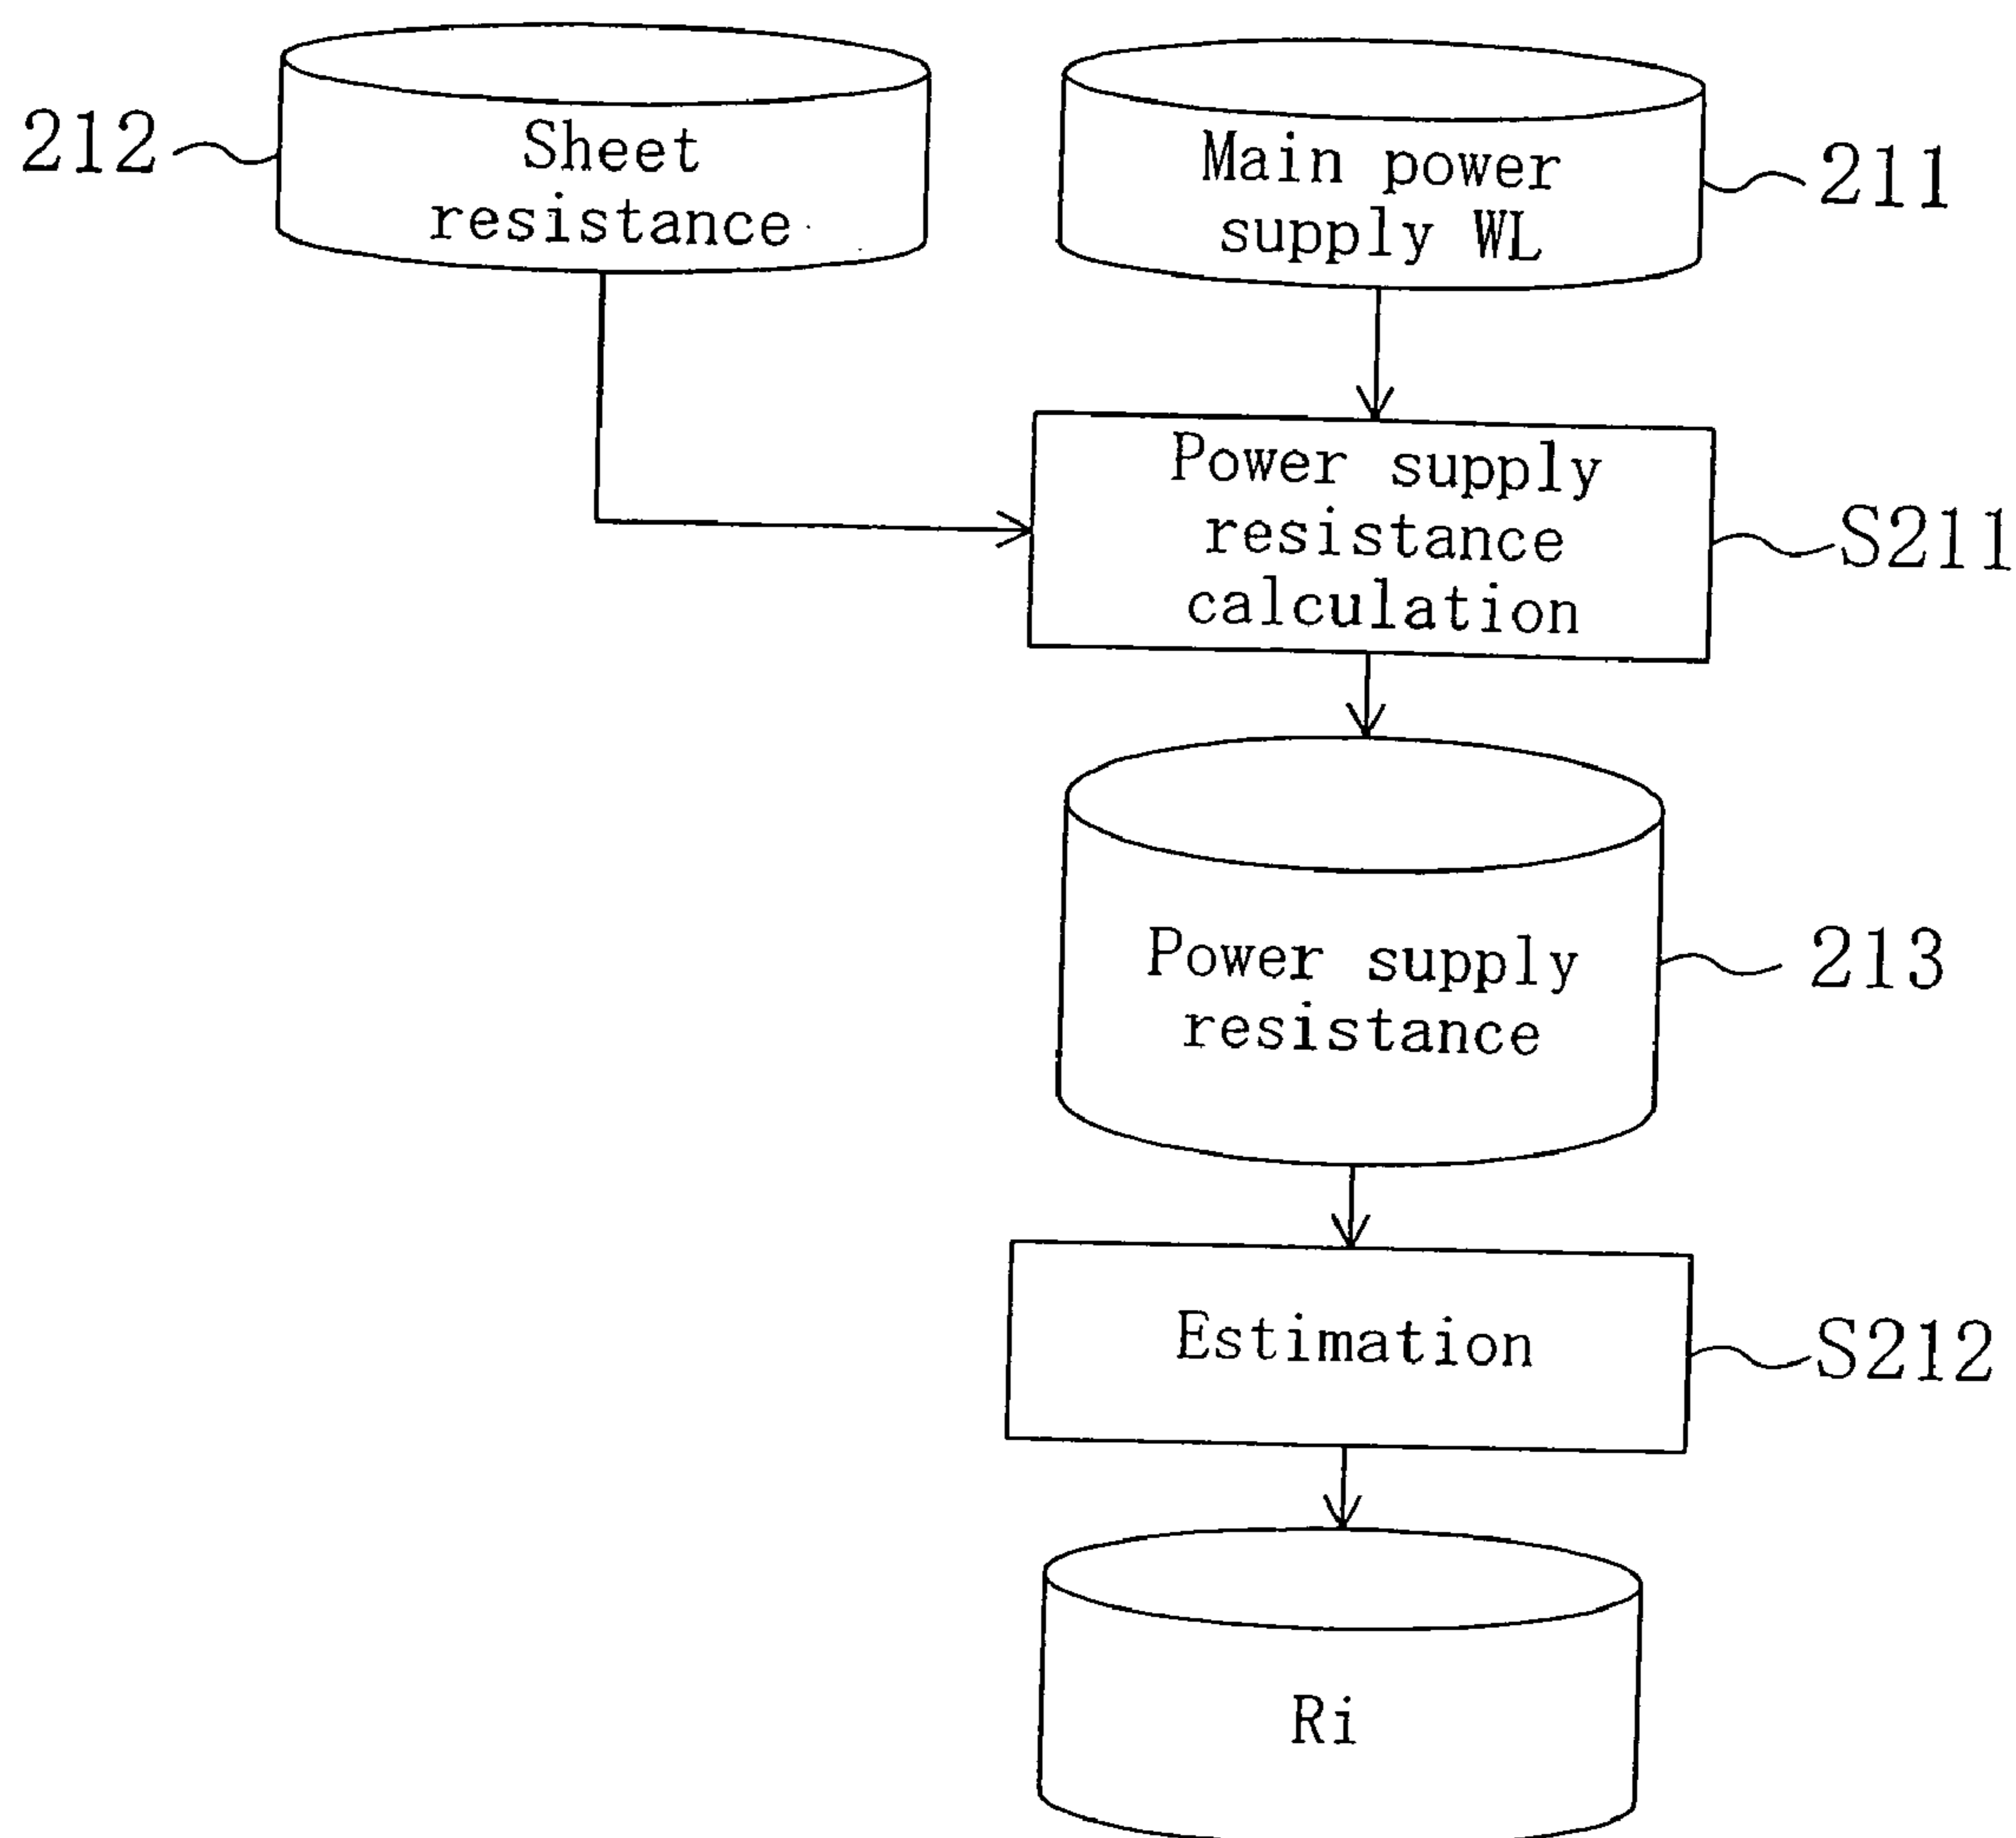 212
Sheet
resistance
Main power
supply WL
211
Power supply
resistance
calculation
S211
Power supply
resistance
213
Estimation
S212
Ri